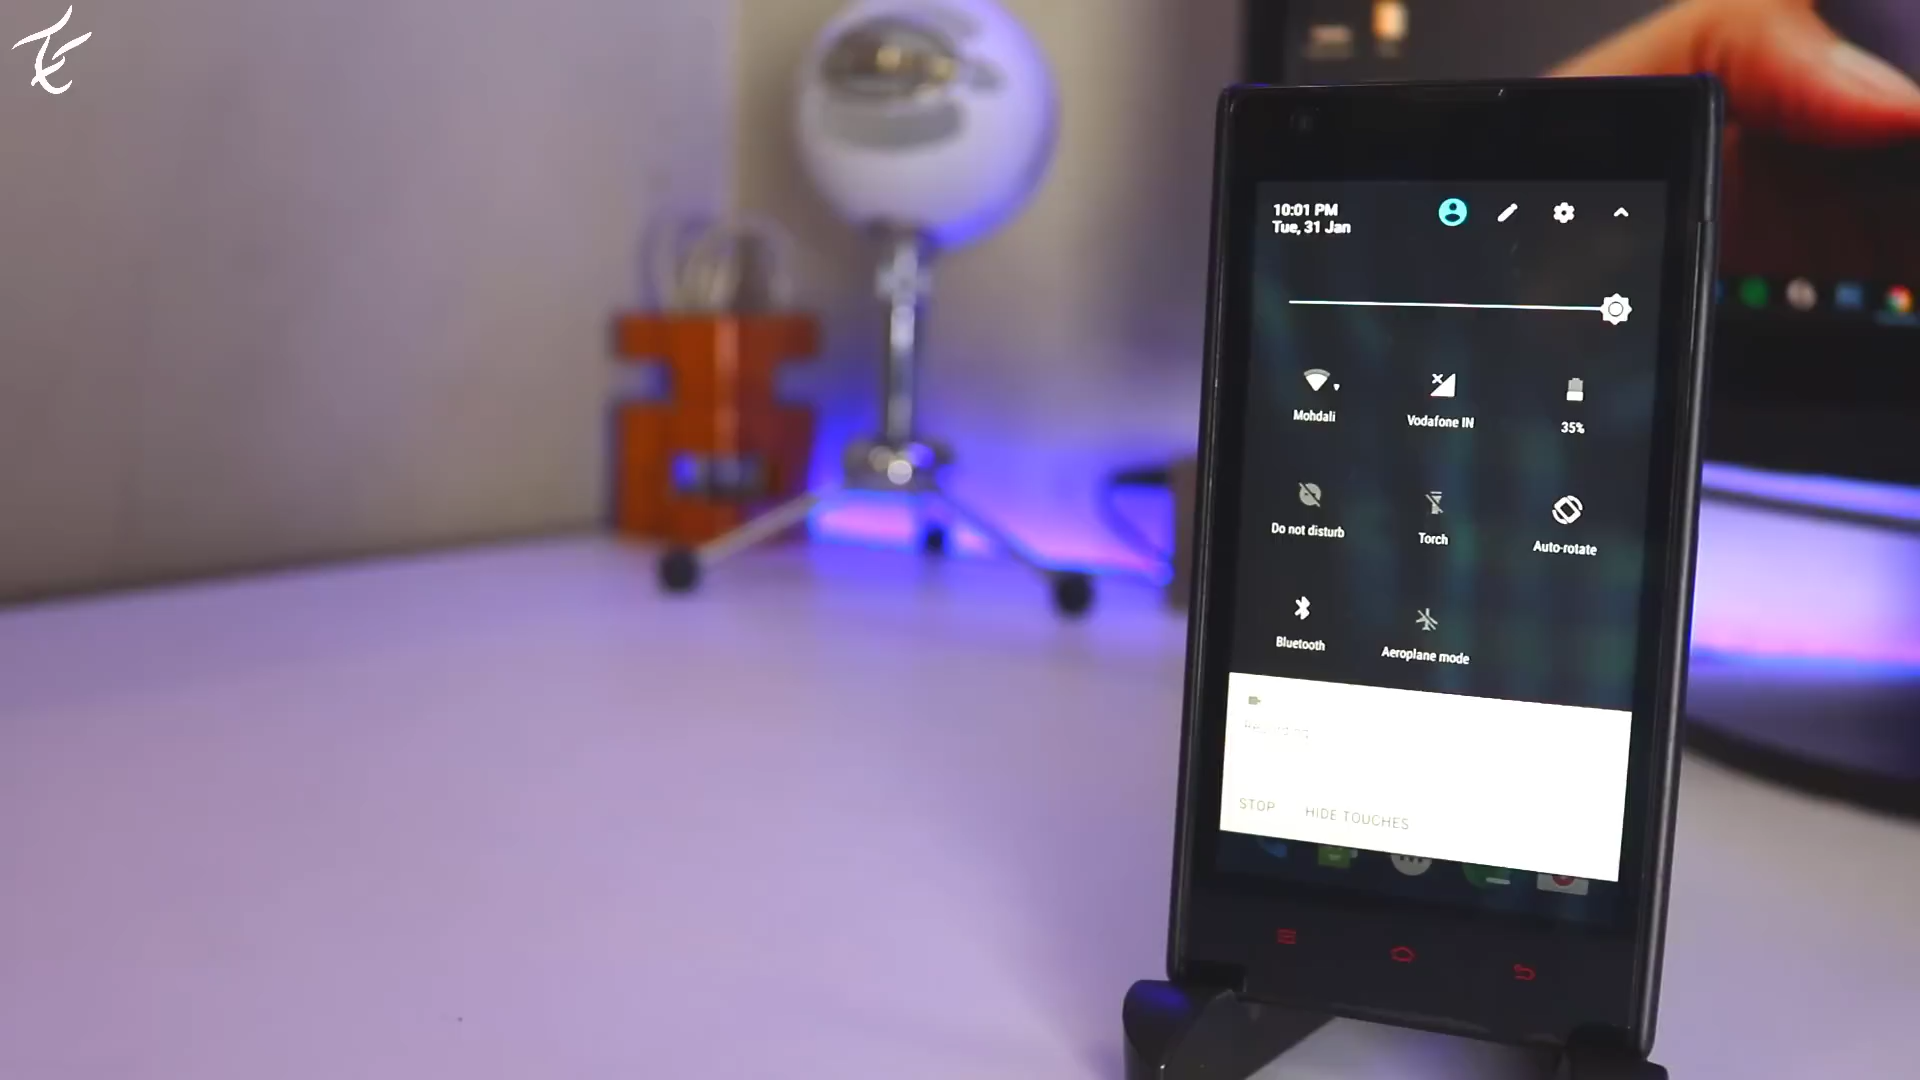 10:01 PM
Tue, 31 Jan
Mohdali
Vodafone IN
35%
Do not disturb
Torch
Auto-rotate
Bluetooth
Aeroplane mode
STOP HIDE TOUCHES